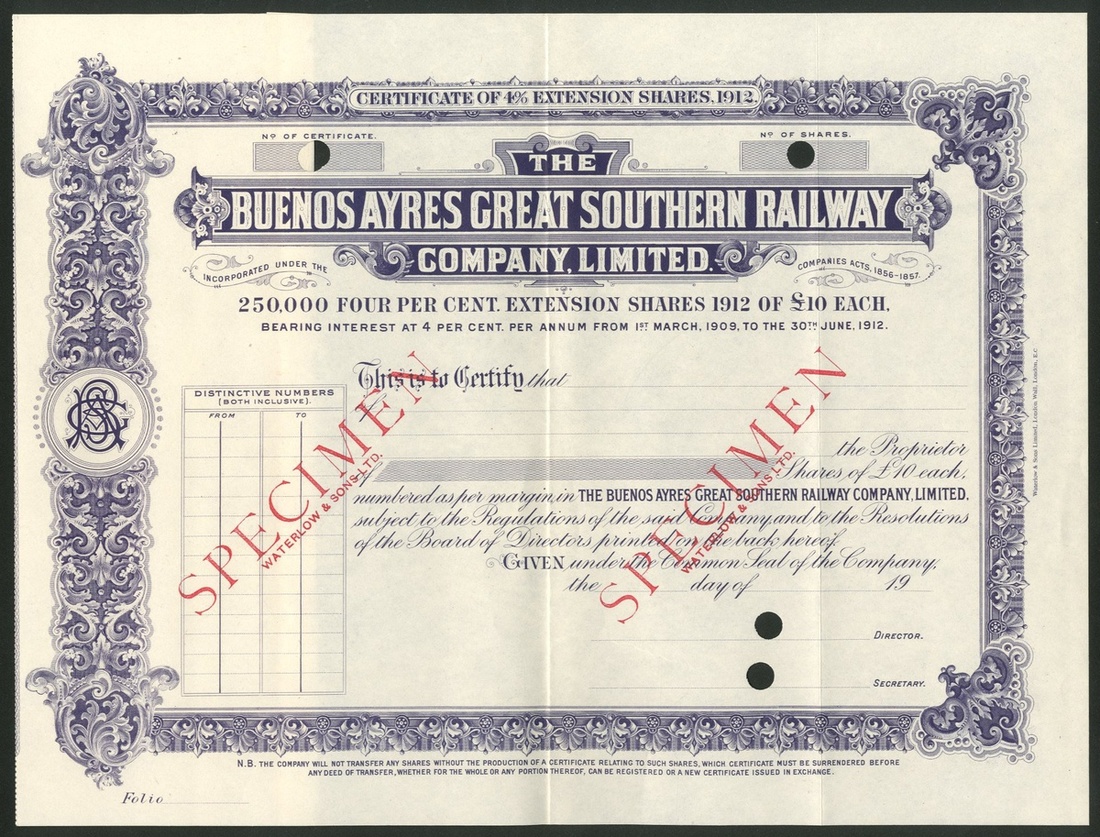 CERTIFICATE OF 4% EXTENSION SHARES, 1912.
No OF CERTIFICATE.
No OF SHARES.
THE
BUENOS AYRES GREAT SOUTHERN RAILWAY
COMPANY, LIMITED.
INCORPORATED UNDER THE
COMPANIES ACTS, 1856-1857.
250,000 FOUR PER CENT. EXTENSION SHARES 1912 OF £10 EACH,
BEARING INTEREST AT 4 PER CENT. PER ANNUM FROM 1ST MARCH, 1909, TO THE 30TH JUNE, 1912.
This is to Certify that
DISTINCTIVE NUMBERS
(BOTH INCLUSIVE).
FROM TO
the Proprietor
of Shares of £10 each,
numbered as per margin, in THE BUENOS AYRES GREAT SOUTHERN RAILWAY COMPANY, LIMITED,
subject to the Regulations of the said Company, and to the Resolutions
of the Board of Directors printed on the back hereof.
GIVEN under the Common Seal of the Company,
the day of 19
DIRECTOR.
SECRETARY.
SPECIMEN
WATERLOW & SONS LTD.
SPECIMEN
WATERLOW & SONS LTD.
Waterlow & Sons Limited, London Wall, London, E.C
N.B. THE COMPANY WILL NOT TRANSFER ANY SHARES WITHOUT THE PRODUCTION OF A CERTIFICATE RELATING TO SUCH SHARES, WHICH CERTIFICATE MUST BE SURRENDERED BEFORE
ANY DEED OF TRANSFER, WHETHER FOR THE WHOLE OR ANY PORTION THEREOF, CAN BE REGISTERED OR A NEW CERTIFICATE ISSUED IN EXCHANGE.
Folio